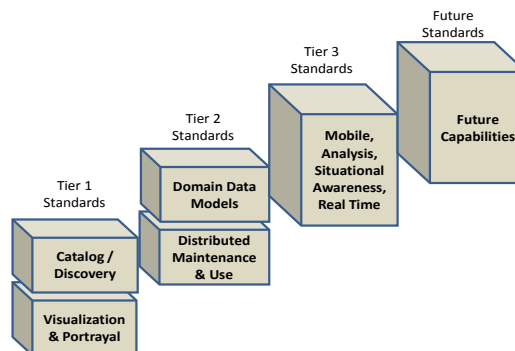 Future
Standards
Future
Capabilities
Tier 3
Standards
Mobile,
Analysis,
Situational
Awareness,
Real Time
Tier 2
Standards
Domain Data
Models
Distributed
Maintenance
& Use
Tier 1
Standards
Catalog /
Discovery
Visualization
& Portrayal